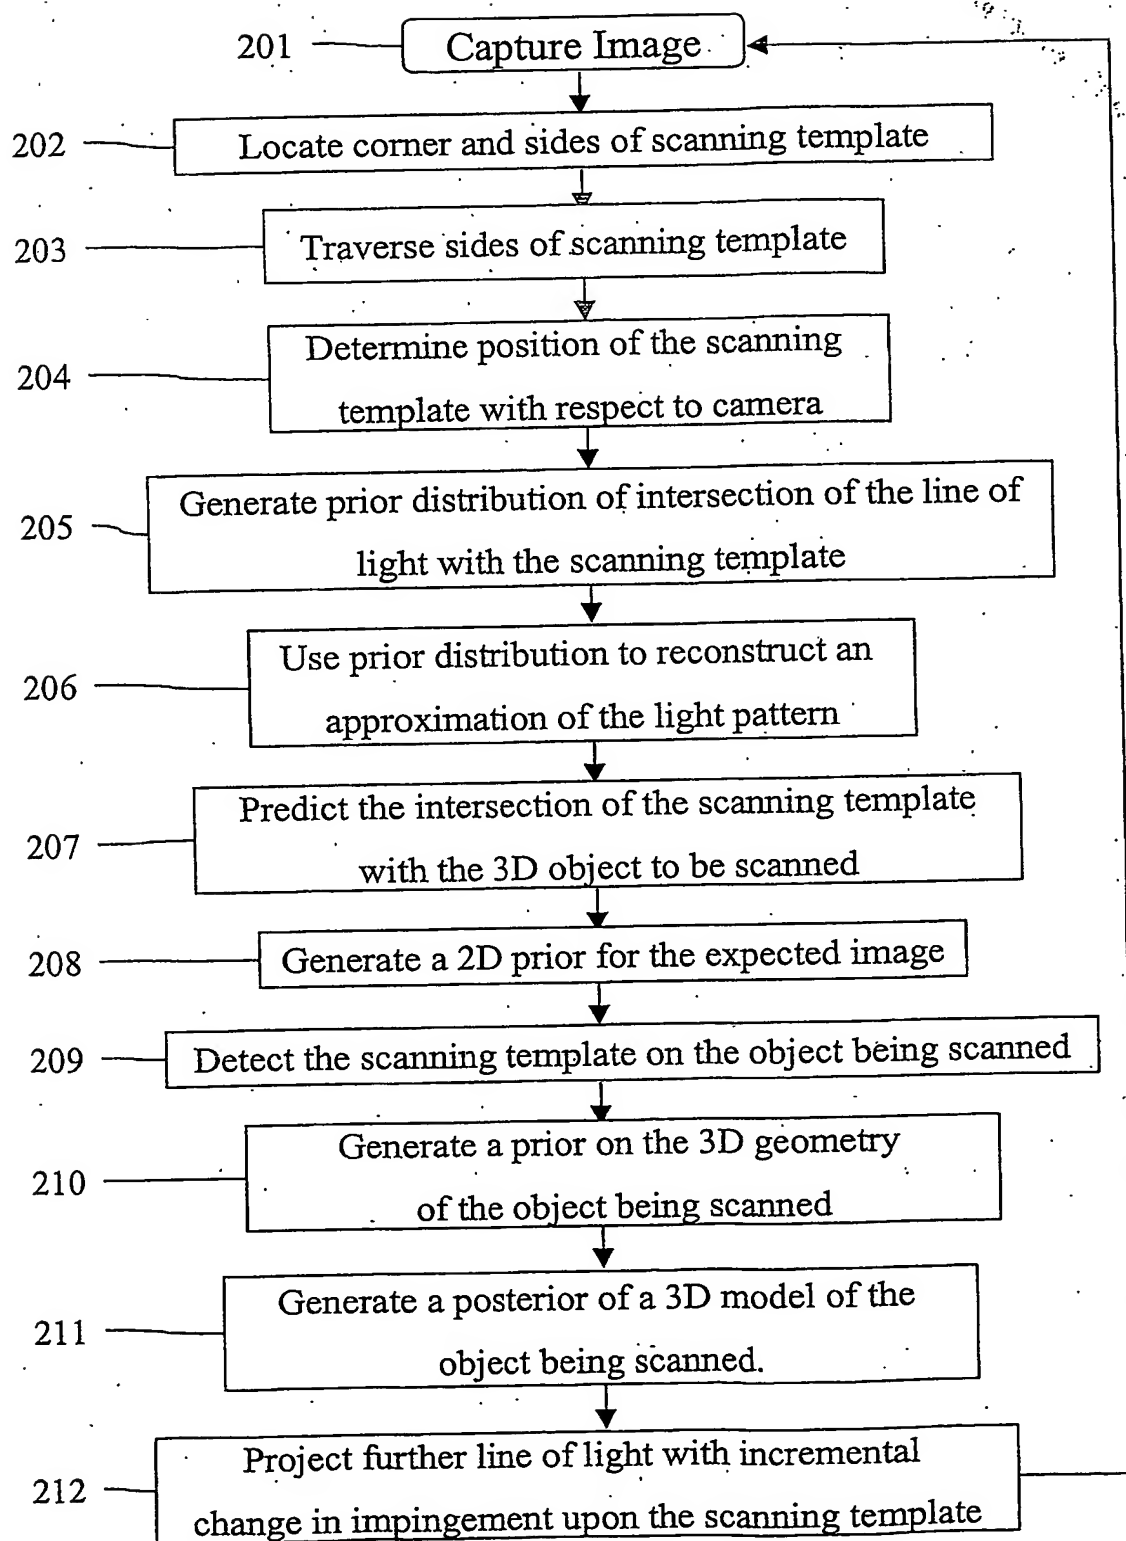 201 Capture Image
202 Locate corner and sides of scanning template
203 Traverse sides of scanning template
204 Determine position of the scanning
template with respect to camera
205 Generate prior distribution of intersection of the line of
light with the scanning template
206 Use prior distribution to reconstruct an
approximation of the light pattern
207 Predict the intersection of the scanning template
with the 3D object to be scanned
208 Generate a 2D prior for the expected image
209 Detect the scanning template on the object being scanned
210 Generate a prior on the 3D geometry
of the object being scanned
211 Generate a posterior of a 3D model of the
object being scanned.
212 Project further line of light with incremental
change in impingement upon the scanning template